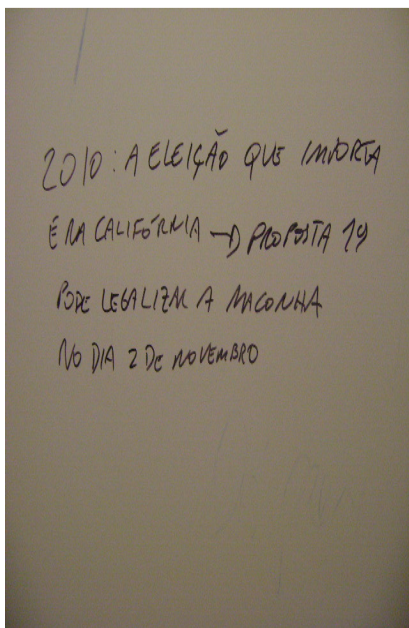 2010: A ELEIÇÃO QUE IMPORTA
É NA CALIFÓRNIA → PROPOSTA 19
PODE LEGALIZAR A MACONHA
NO DIA 2 DE NOVEMBRO